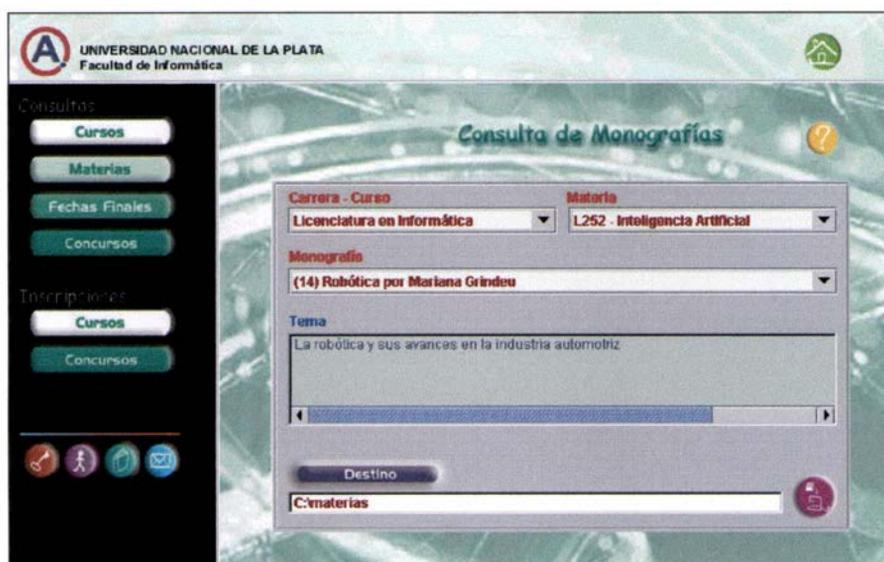 A
UNIVERSIDAD NACIONAL DE LA PLATA
Facultad de Informática
Consultas
Cursos
Materias
Fechas Finales
Concursos
Inscripciones
Cursos
Concursos
Consulta de Monografías
?
Carrera - Curso
Materia
Licenciatura en Informática
L252 - Inteligencia Artificial
Monografía
(14) Robótica por Mariana Grindeu
Tema
La robótica y sus avances en la industria automotriz
Destino
C:\materias